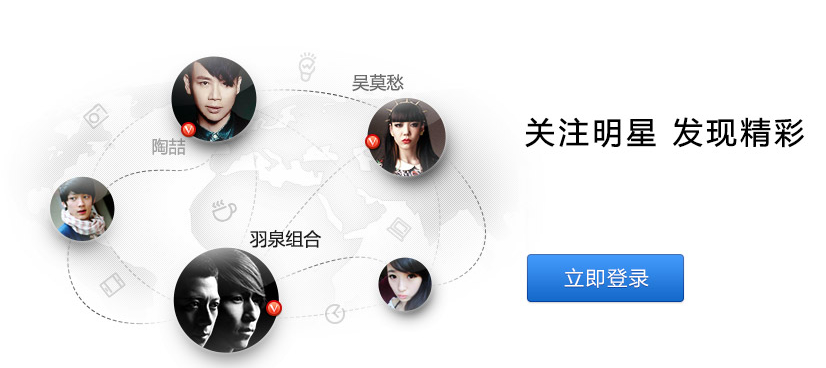 吴莫愁
陶喆
羽泉组合
关注明星 发现精彩
立即登录